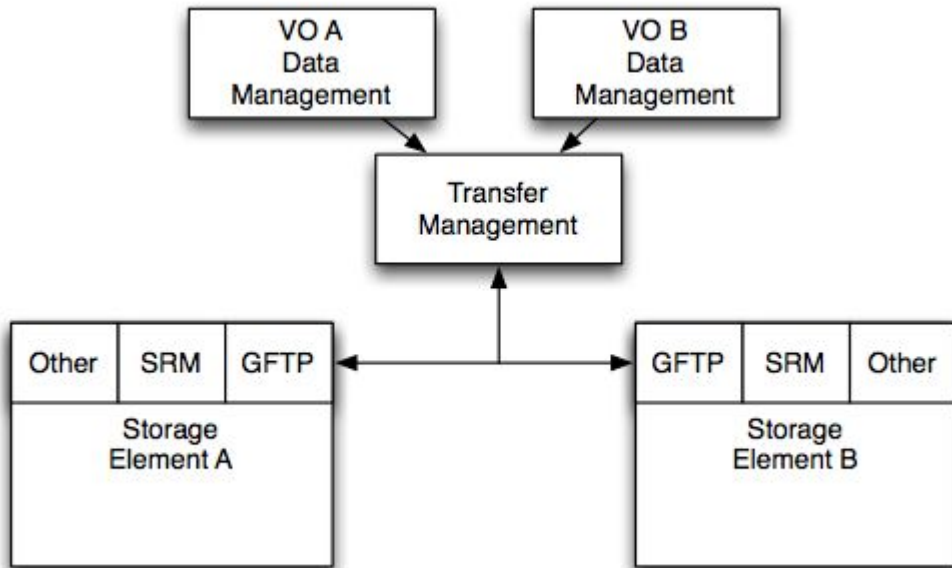 VO A
Data
Management
VO B
Data
Management
Transfer
Management
Other
SRM
GFTP
Storage
Element A
GFTP
SRM
Other
Storage
Element B